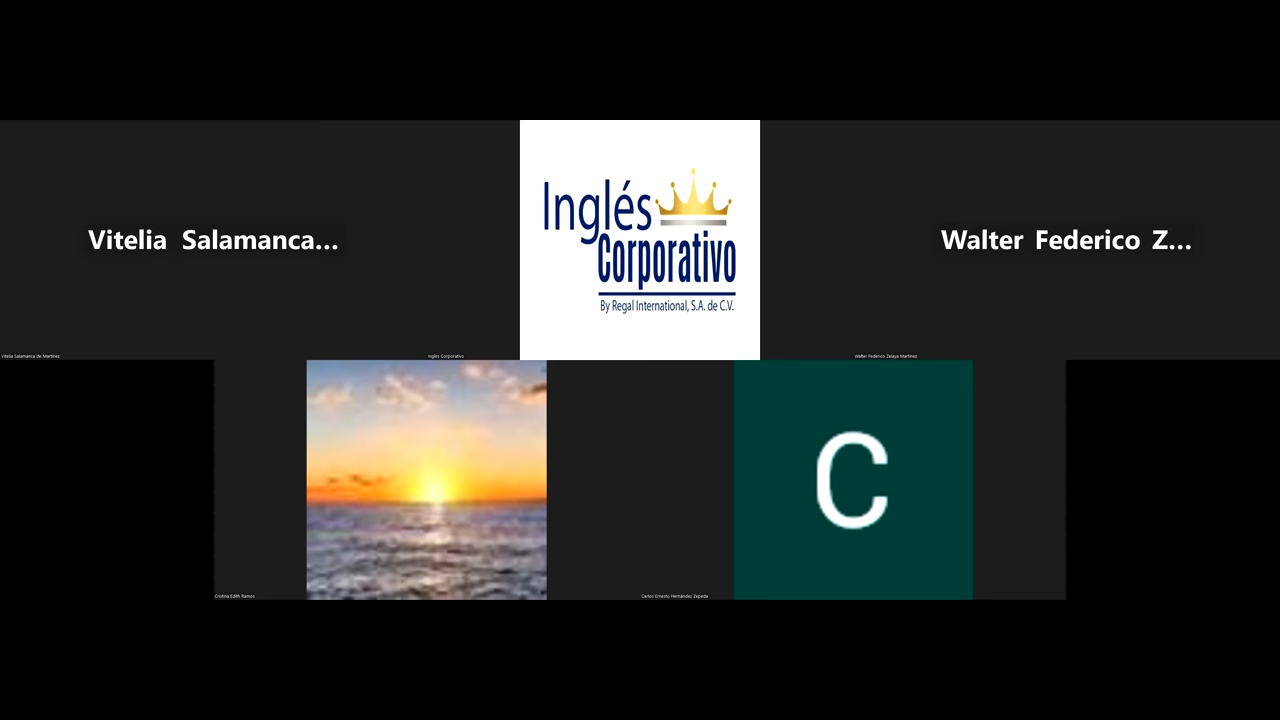 Vitelia Salamanca...
Inglés
Corporativo
By Regal International, S.A. de C.V.
Walter Federico Z...
Vitelia Salamanca de Martínez
Inglés Corporativo
Walter Federico Zelaya Martínez
C
Cristina Edith Ramos
Carlos Ernesto Hernández Zepeda